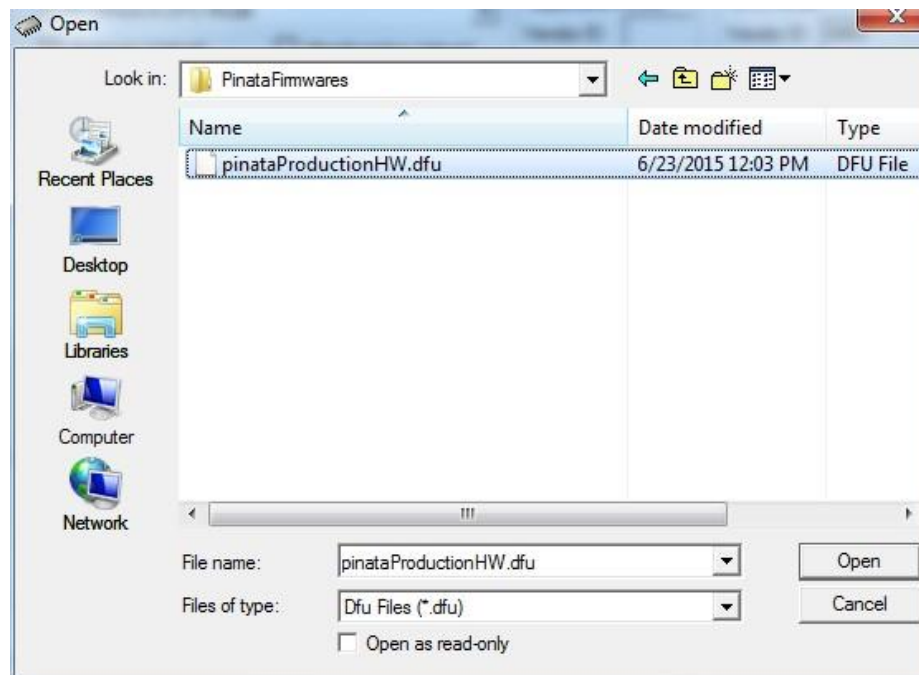 Open
Look in: PinataFirmwares
Name Date modified Type
pinataProductionHW.dfu 6/23/2015 12:03 PM DFU File
Recent Places
Desktop
Libraries
Computer
Network
File name: pinataProductionHW.dfu Open
Files of type: Dfu Files (*.dfu) Cancel
Open as read-only